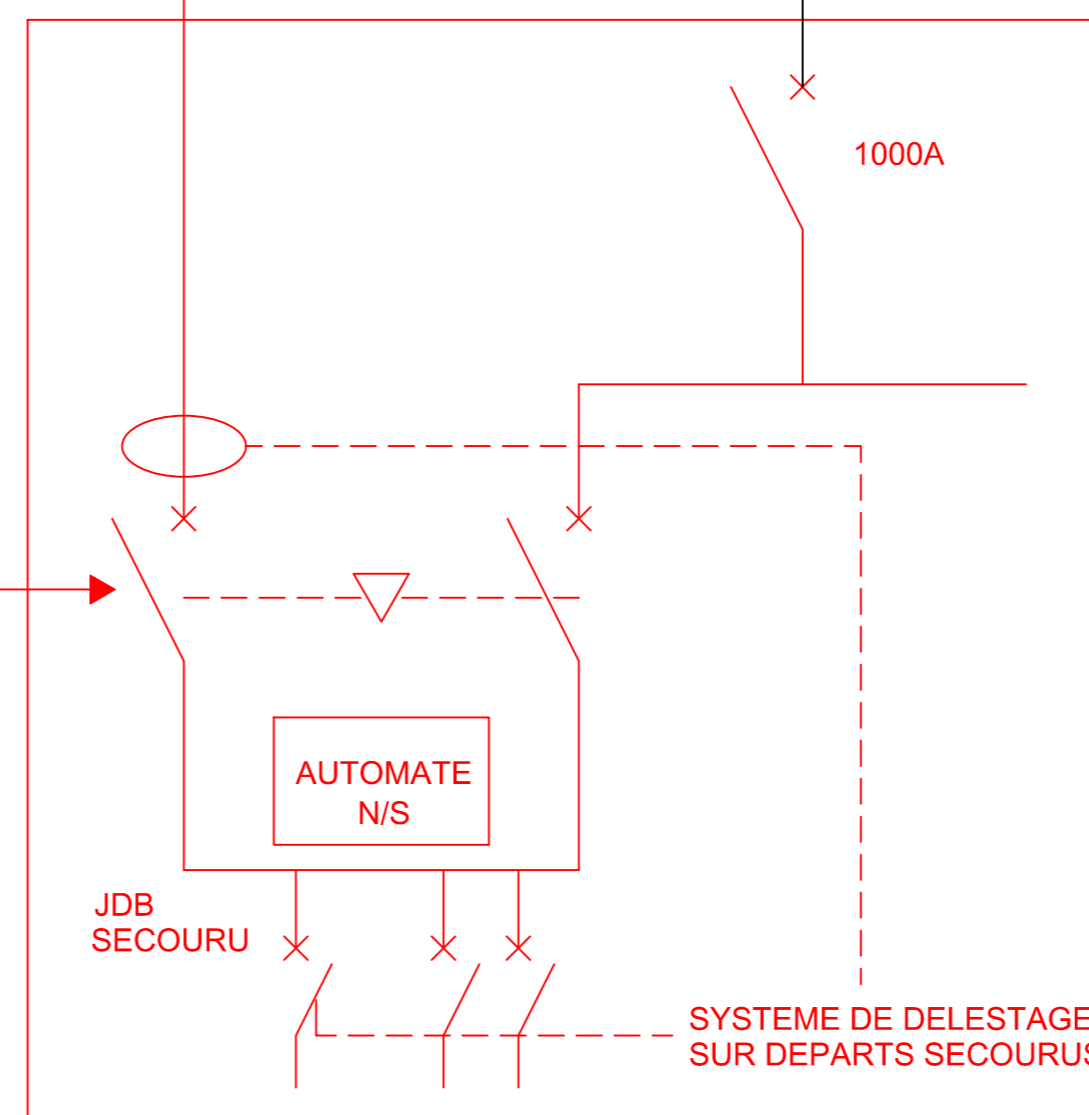 1000A
AUTOMATE
N/S
JDB
SECOURU
SYSTEME DE DELESTAGE
SUR DEPARTS SECOURUS